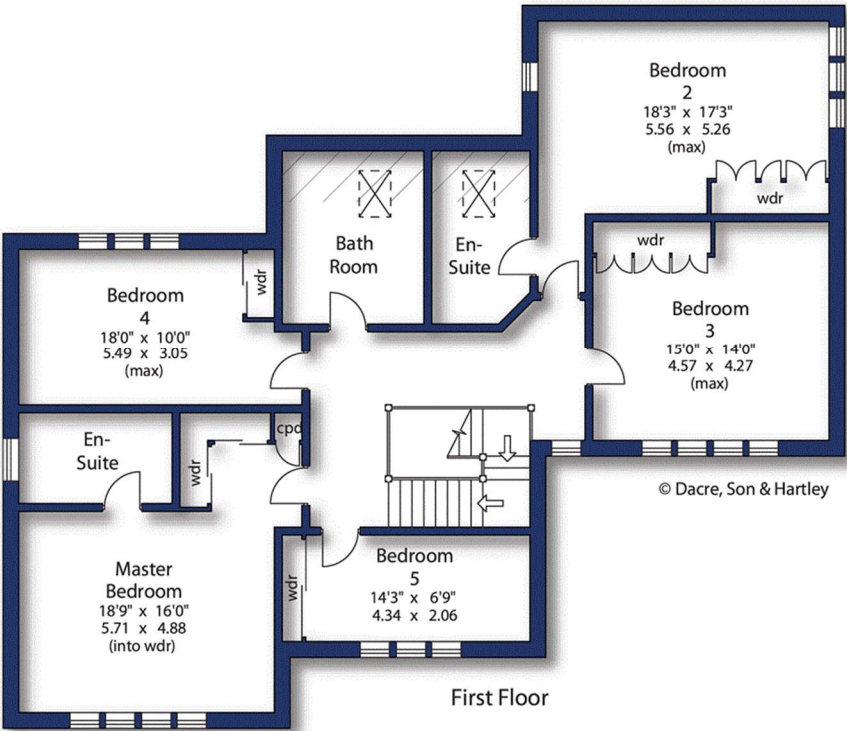 Bedroom
2
18'3" x 17'3"
5.56 x 5.26
(max)
wdr
Bath
Room
En-
Suite
wdr
Bedroom
3
15'0" x 14'0"
4.57 x 4.27
(max)
Bedroom
4
18'0" x 10'0"
5.49 x 3.05
(max)
wdr
En-
Suite
wdr
cpd
© Dacre, Son & Hartley
Master
Bedroom
18'9" x 16'0"
5.71 x 4.88
(into wdr)
wdr
Bedroom
5
14'3" x 6'9"
4.34 x 2.06
First Floor